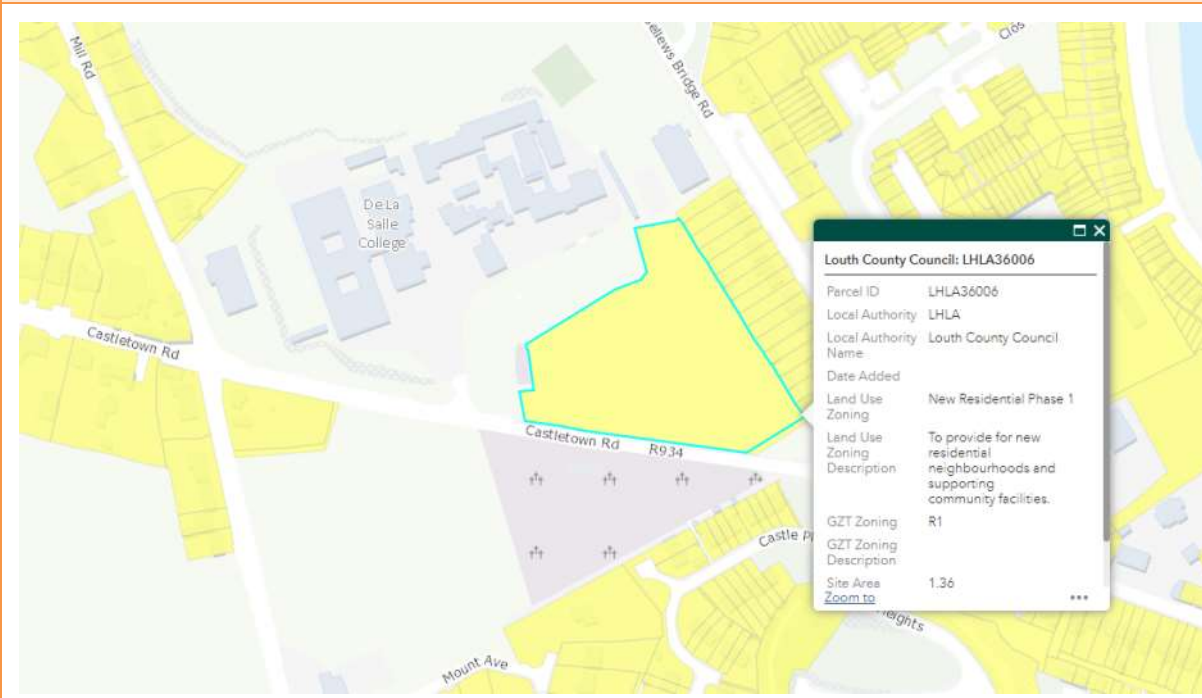 Mill Rd
ellews Bridge Rd
Clos
De La
Salle
College
Castletown Rd
Castletown Rd
R934
Castle P
Heights
Mount Ave
Louth County Council: LHLA36006
Parcel ID LHLA36006
Local Authority LHLA
Local Authority Name Louth County Council
Date Added
Land Use Zoning New Residential Phase 1
Land Use Zoning Description To provide for new
residential
neighbourhoods and
supporting
community facilities.
GZT Zoning R1
GZT Zoning
Description
Site Area 1.36
Zoom to